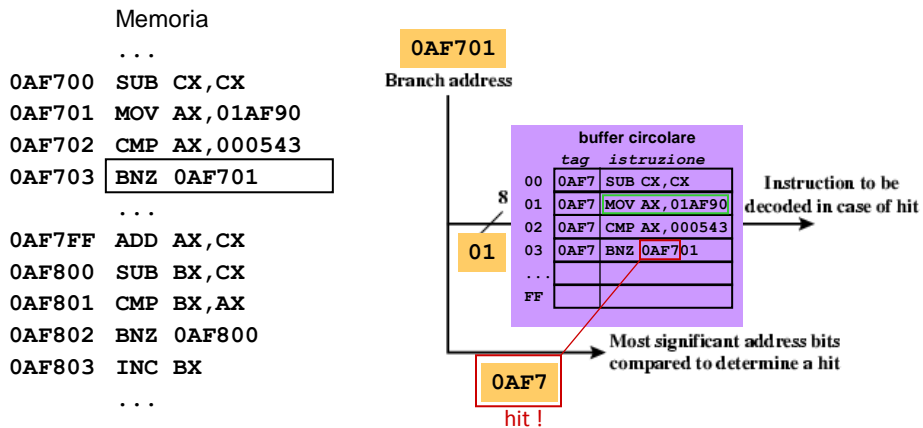 Memoria
...
0AF700 SUB CX,CX
0AF701 MOV AX,01AF90
0AF702 CMP AX,000543
0AF703 BNZ 0AF701
...
0AF7FF ADD AX,CX
0AF800 SUB BX,CX
0AF801 CMP BX,AX
0AF802 BNZ 0AF800
0AF803 INC BX
...
0AF701
Branch address
buffer circolare
tag istruzione
00 0AF7 SUB CX,CX
01 0AF7 MOV AX,01AF90
02 0AF7 CMP AX,000543
03 0AF7 BNZ 0AF701
...
FF
8
01
Instruction to be
decoded in case of hit
Most significant address bits
compared to determine a hit
0AF7
hit !